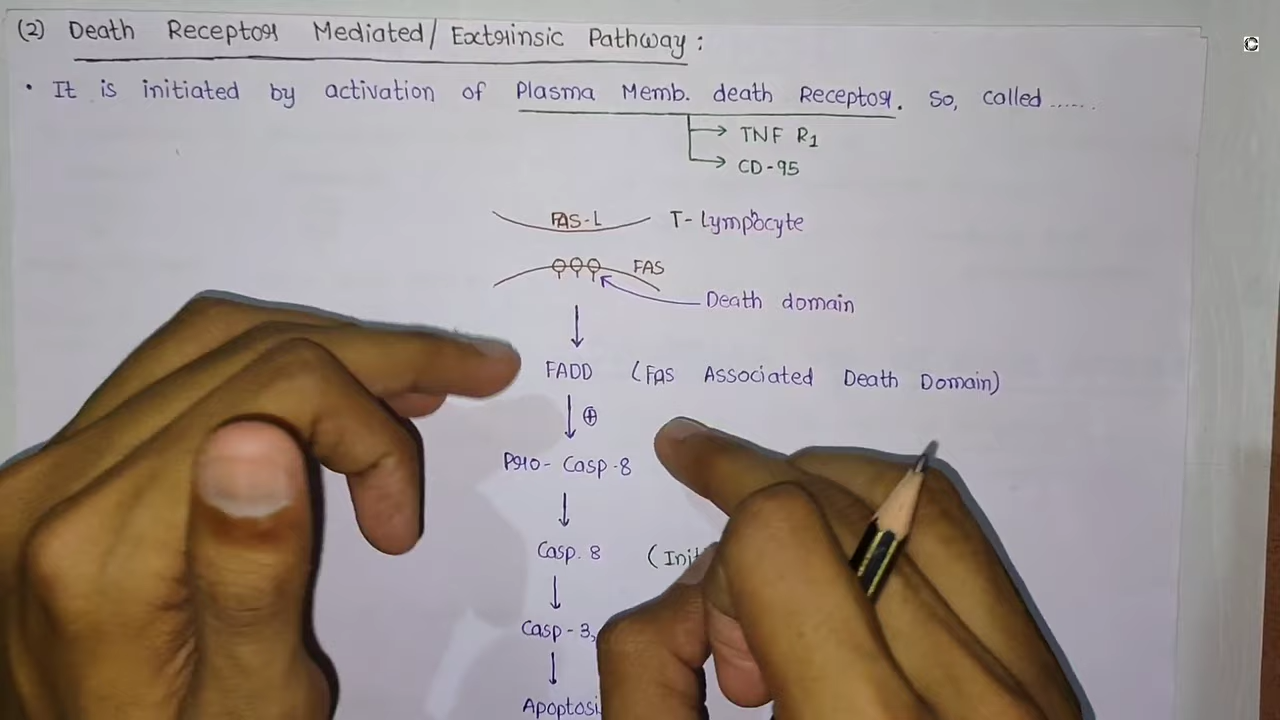 (2) Death Receptor Mediated/ Extrinsic Pathway:
• It is initiated by activation of Plasma Memb. death Receptor. So, called ......
TNF R1
CD-95
FAS-L T-Lymphocyte
FAS
Death domain
FADD (FAS Associated Death Domain)
⊕
Pro-Casp-8
Casp. 8 (Init
Casp-3,
Apoptosi